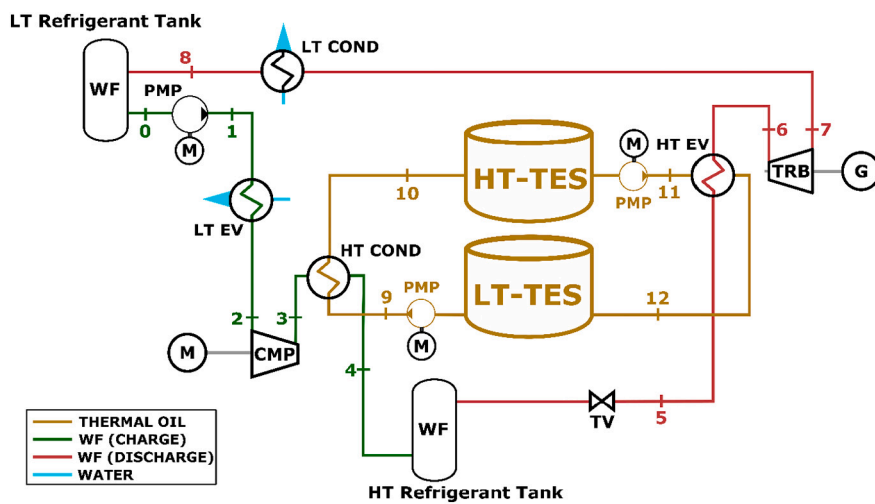 LT Refrigerant Tank
8
LT COND
WF
PMP
0
1
M
M
HT EV
6
7
10
HT-TES
11
TRB
G
PMP
LT EV
HT COND
LT-TES
PMP
9
12
2
3
M
CMP
M
4
WF
TV
5
THERMAL OIL
WF (CHARGE)
WF (DISCHARGE)
WATER
HT Refrigerant Tank